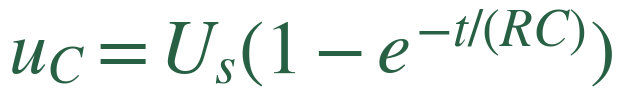 u_C = U_s(1 − e^{−t/(RC)})